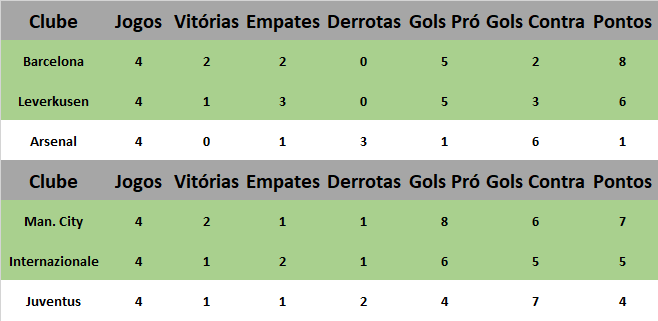 Clube Jogos Vitórias Empates Derrotas Gols Pró Gols Contra Pontos
Barcelona 4 2 2 0 5 2 8
Leverkusen 4 1 3 0 5 3 6
Arsenal 4 0 1 3 1 6 1
Clube Jogos Vitórias Empates Derrotas Gols Pró Gols Contra Pontos
Man. City 4 2 1 1 8 6 7
Internazionale 4 1 2 1 6 5 5
Juventus 4 1 1 2 4 7 4